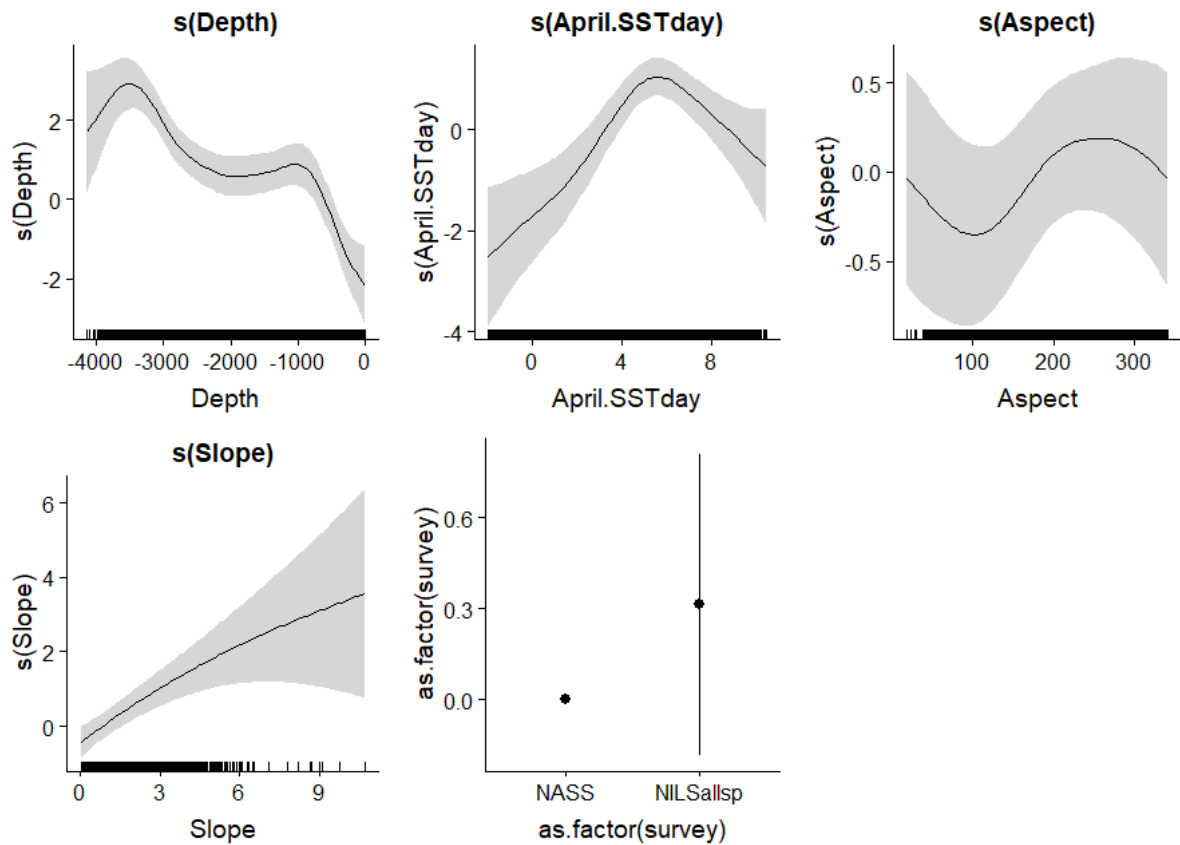 s(Depth)
s(Depth)
2
0
-2
-4000 -3000 -2000 -1000 0
Depth
s(April.SSTday)
s(April.SSTday)
0
-2
-4
0 4 8
April.SSTday
s(Aspect)
s(Aspect)
0.5
0.0
-0.5
100 200 300
Aspect
s(Slope)
s(Slope)
6
4
2
0
0 3 6 9
Slope
as.factor(survey)
0.6
0.3
0.0
NASS NILSallsp
as.factor(survey)